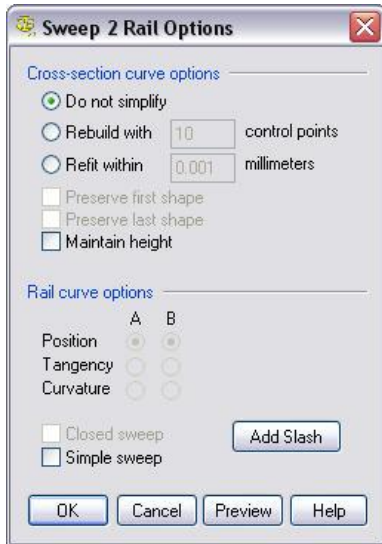 Sweep 2 Rail Options
Cross-section curve options
Do not simplify
Rebuild with 10 control points
Refit within 0.001 millimeters
Preserve first shape
Preserve last shape
Maintain height
Rail curve options
A B
Position
Tangency
Curvature
Closed sweep
Add Slash
Simple sweep
OK Cancel Preview Help